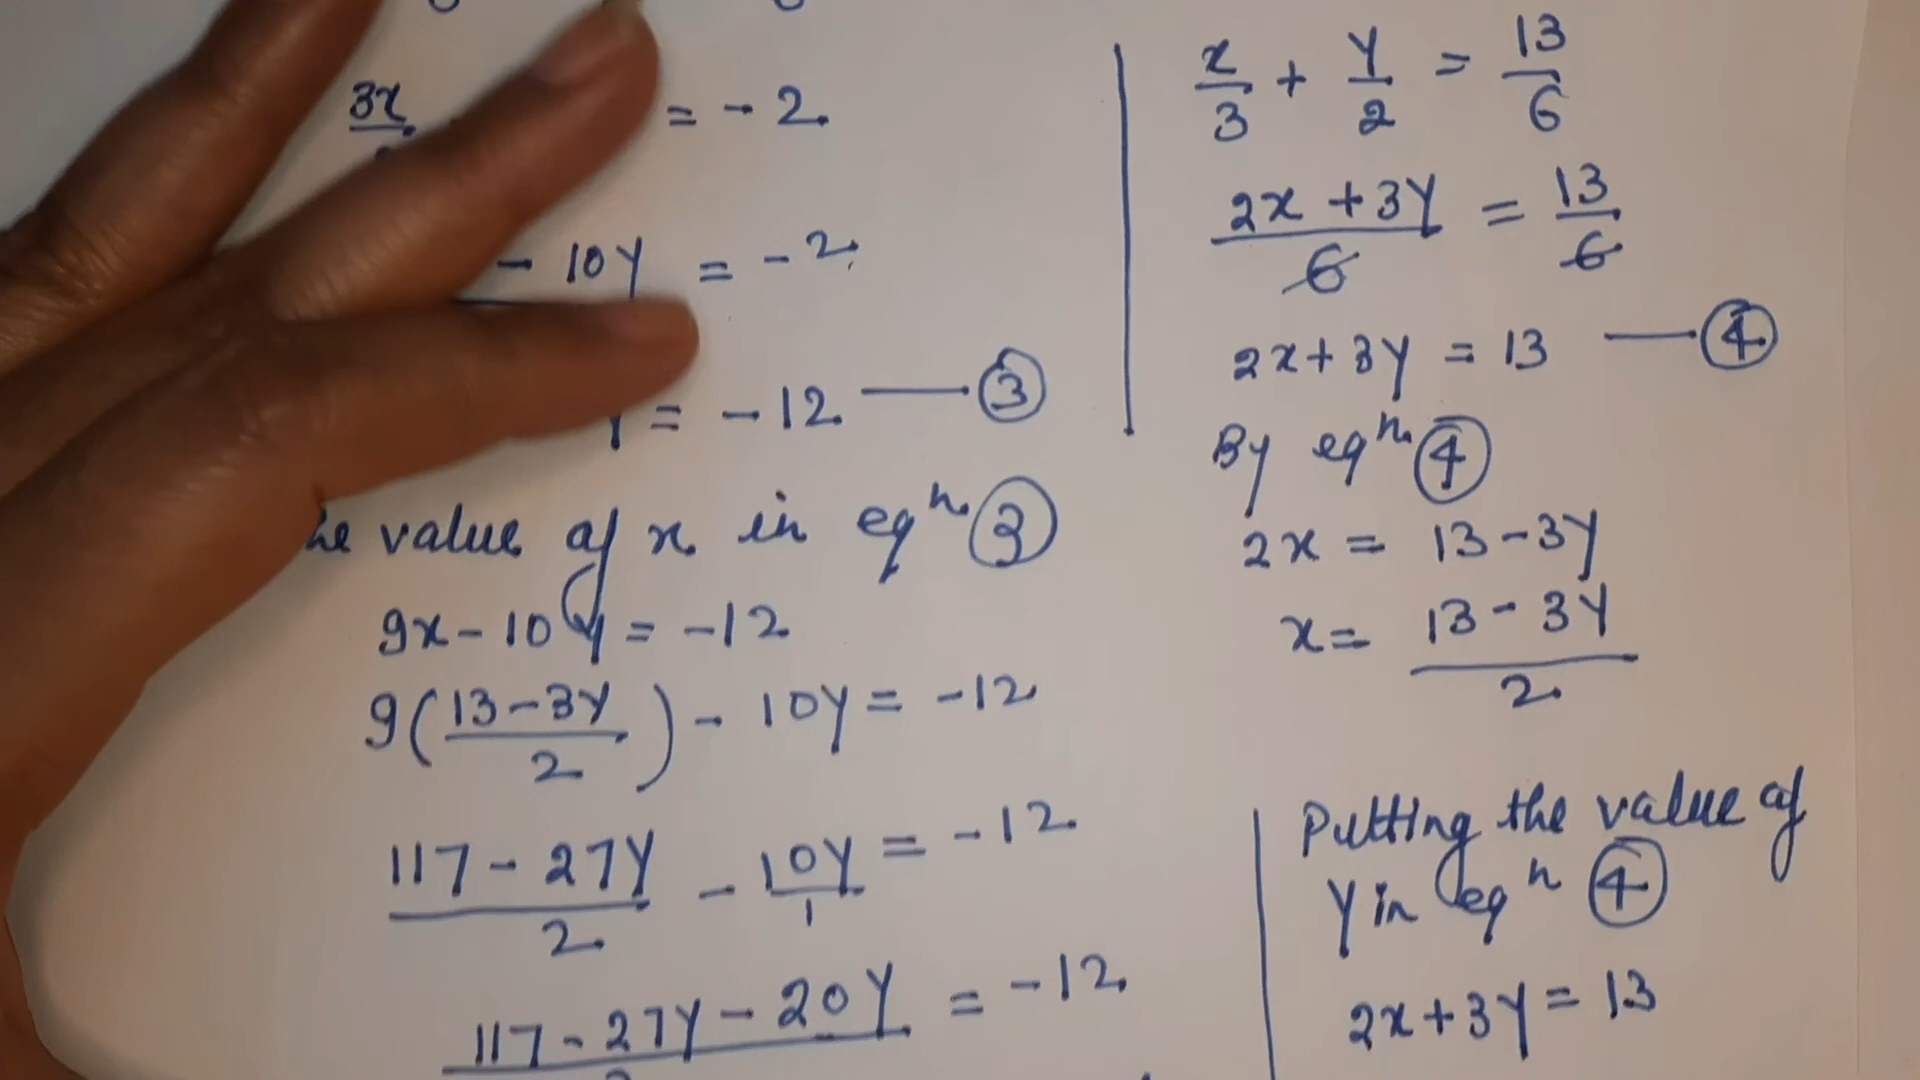 3x = -2
- 10y = -2
y = -12 — 3
value of x in eqn 3
9x - 10y = -12
9(13-3y/2) - 10y = -12
117 - 27y/2 - 10y/1 = -12
117 - 27y - 20y = -12
x/3 + y/2 = 13/6
2x + 3y/6 = 13/6
2x + 3y = 13 — 4
By eqn 4
2x = 13 - 3y
x = 13 - 3y/2
Putting the value of
y in eqn 4
2x + 3y = 13